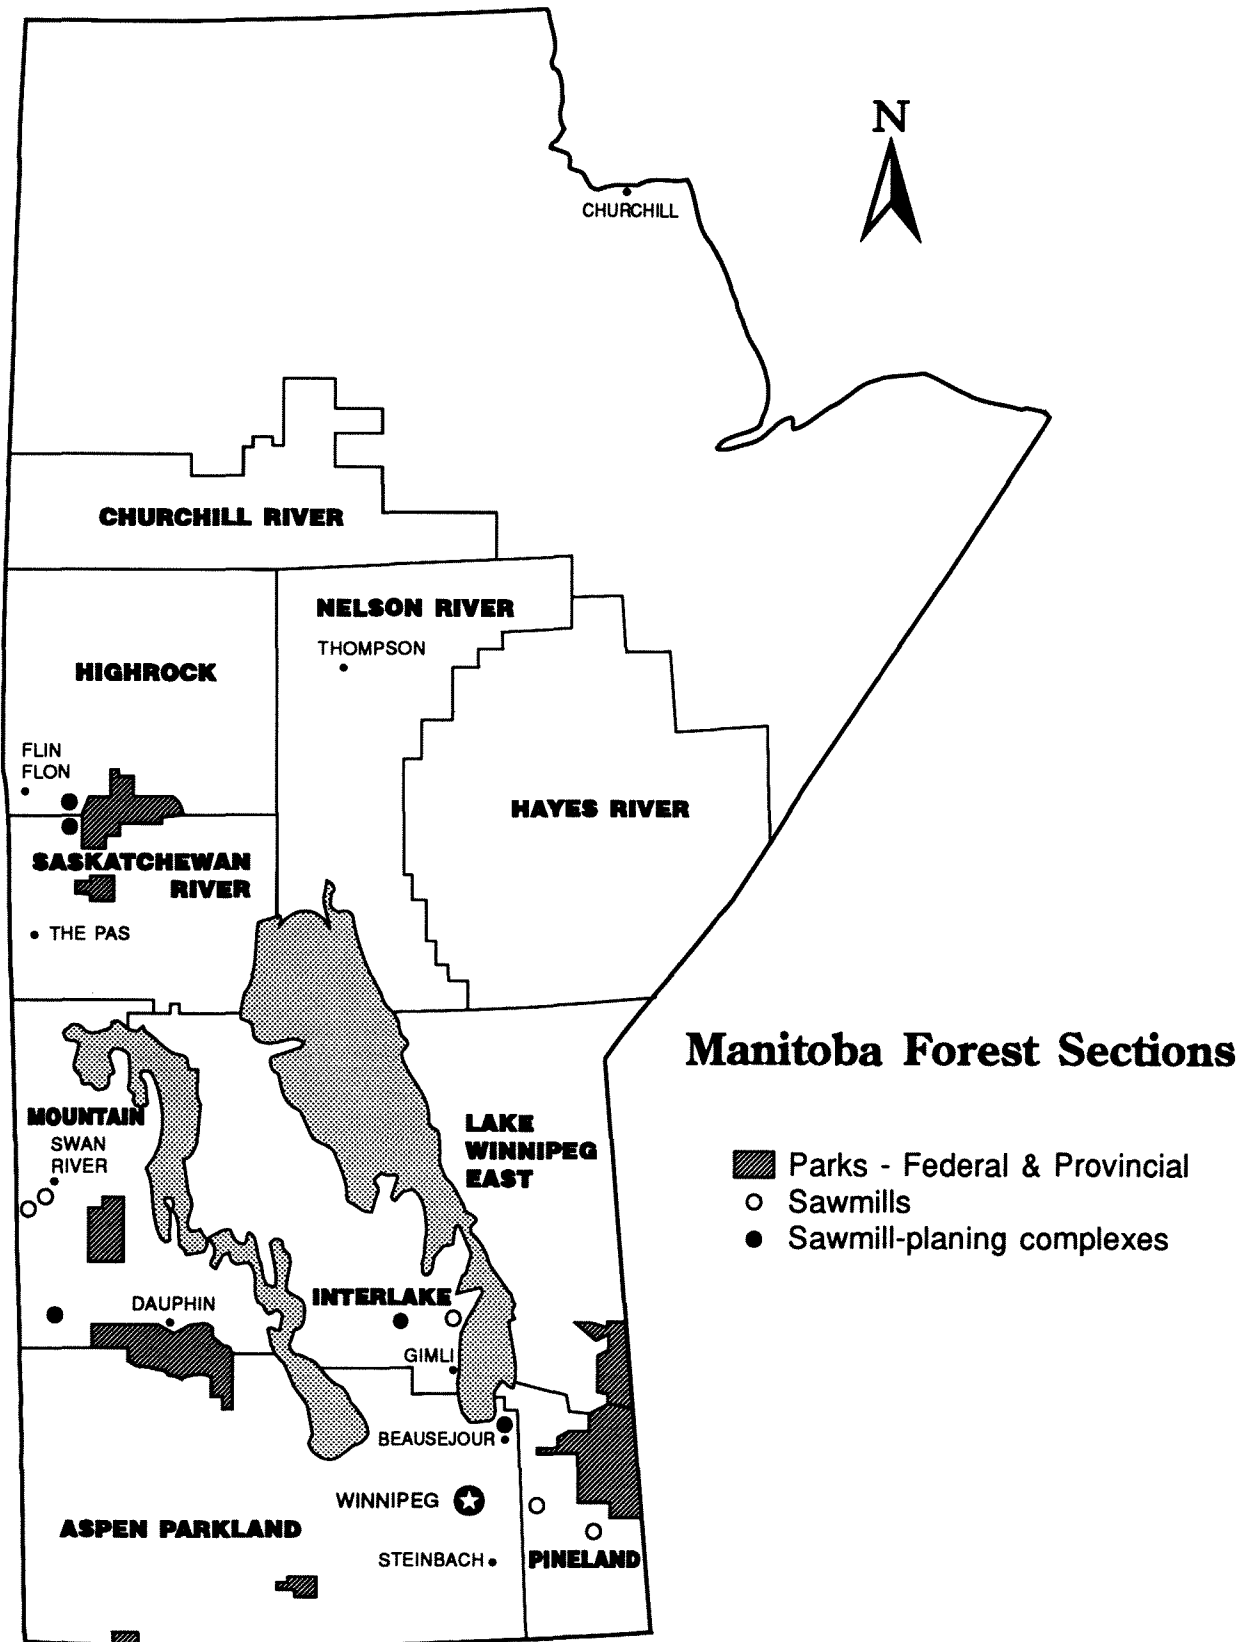 N
CHURCHILL
CHURCHILL RIVER
NELSON RIVER
THOMPSON
HIGHROCK
FLIN
FLON
HAYES RIVER
SASKATCHEWAN
RIVER
THE PAS
Manitoba Forest Sections
MOUNTAIN
SWAN
RIVER
LAKE
WINNIPEG
EAST
Parks - Federal & Provincial
Sawmills
Sawmill-planing complexes
INTERLAKE
DAUPHIN
GIMLI
BEAUSEJOUR
WINNIPEG
ASPEN PARKLAND
STEINBACH
PINELAND